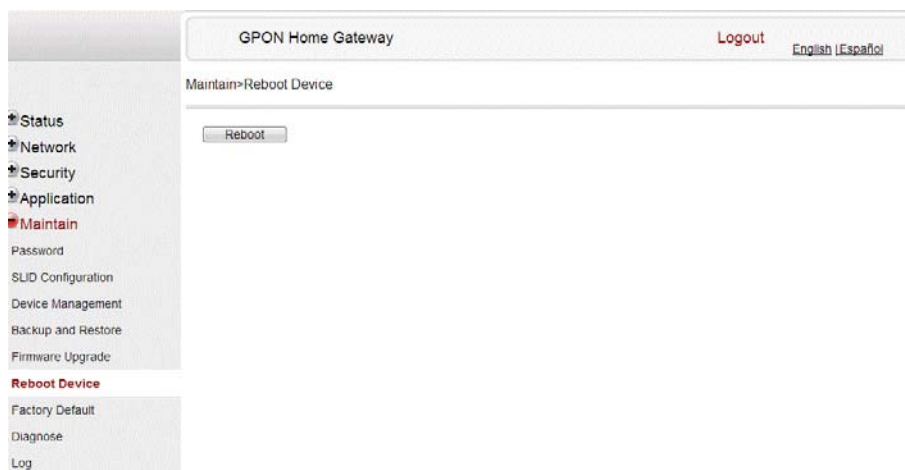 GPON Home Gateway
Logout
English | Español
Maintain>Reboot Device
Status
Network
Security
Application
Maintain
Password
SLID Configuration
Device Management
Backup and Restore
Firmware Upgrade
Reboot Device
Factory Default
Diagnose
Log
Reboot